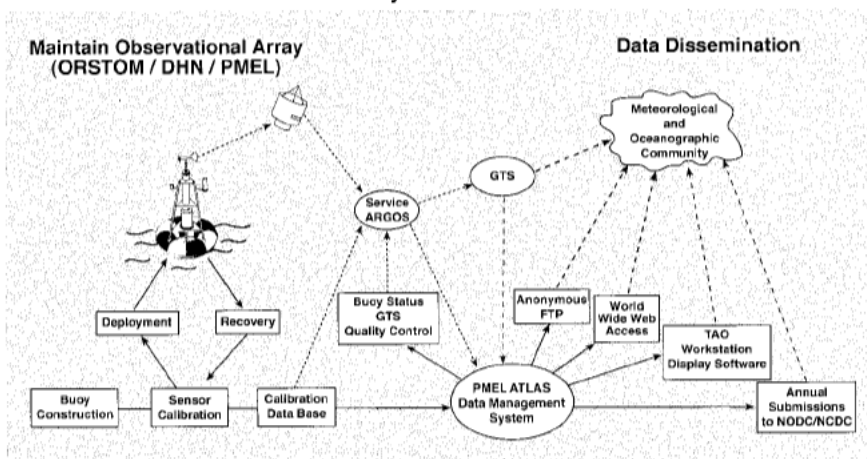 Maintain Observational Array
(ORSTOM / DHN / PMEL)
Data Dissemination
Meteorological
and
Oceanographic
Community
GTS
Service
ARGOS
Deployment
Recovery
Buoy Status
GTS
Quality Control
Anonymous
FTP
World
Wide Web
Access
TAO
Workstation
Display Software
Buoy
Construction
Sensor
Calibration
Calibration
Data Base
PMEL ATLAS
Data Management
System
Annual
Submissions
to NODC/NCDC